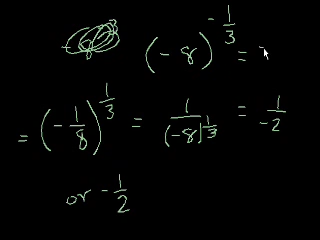 (-8)^{-1/3} =
= (-1/8)^{1/3} = 1/(-8)^{1/3} = 1/-2
or -1/2